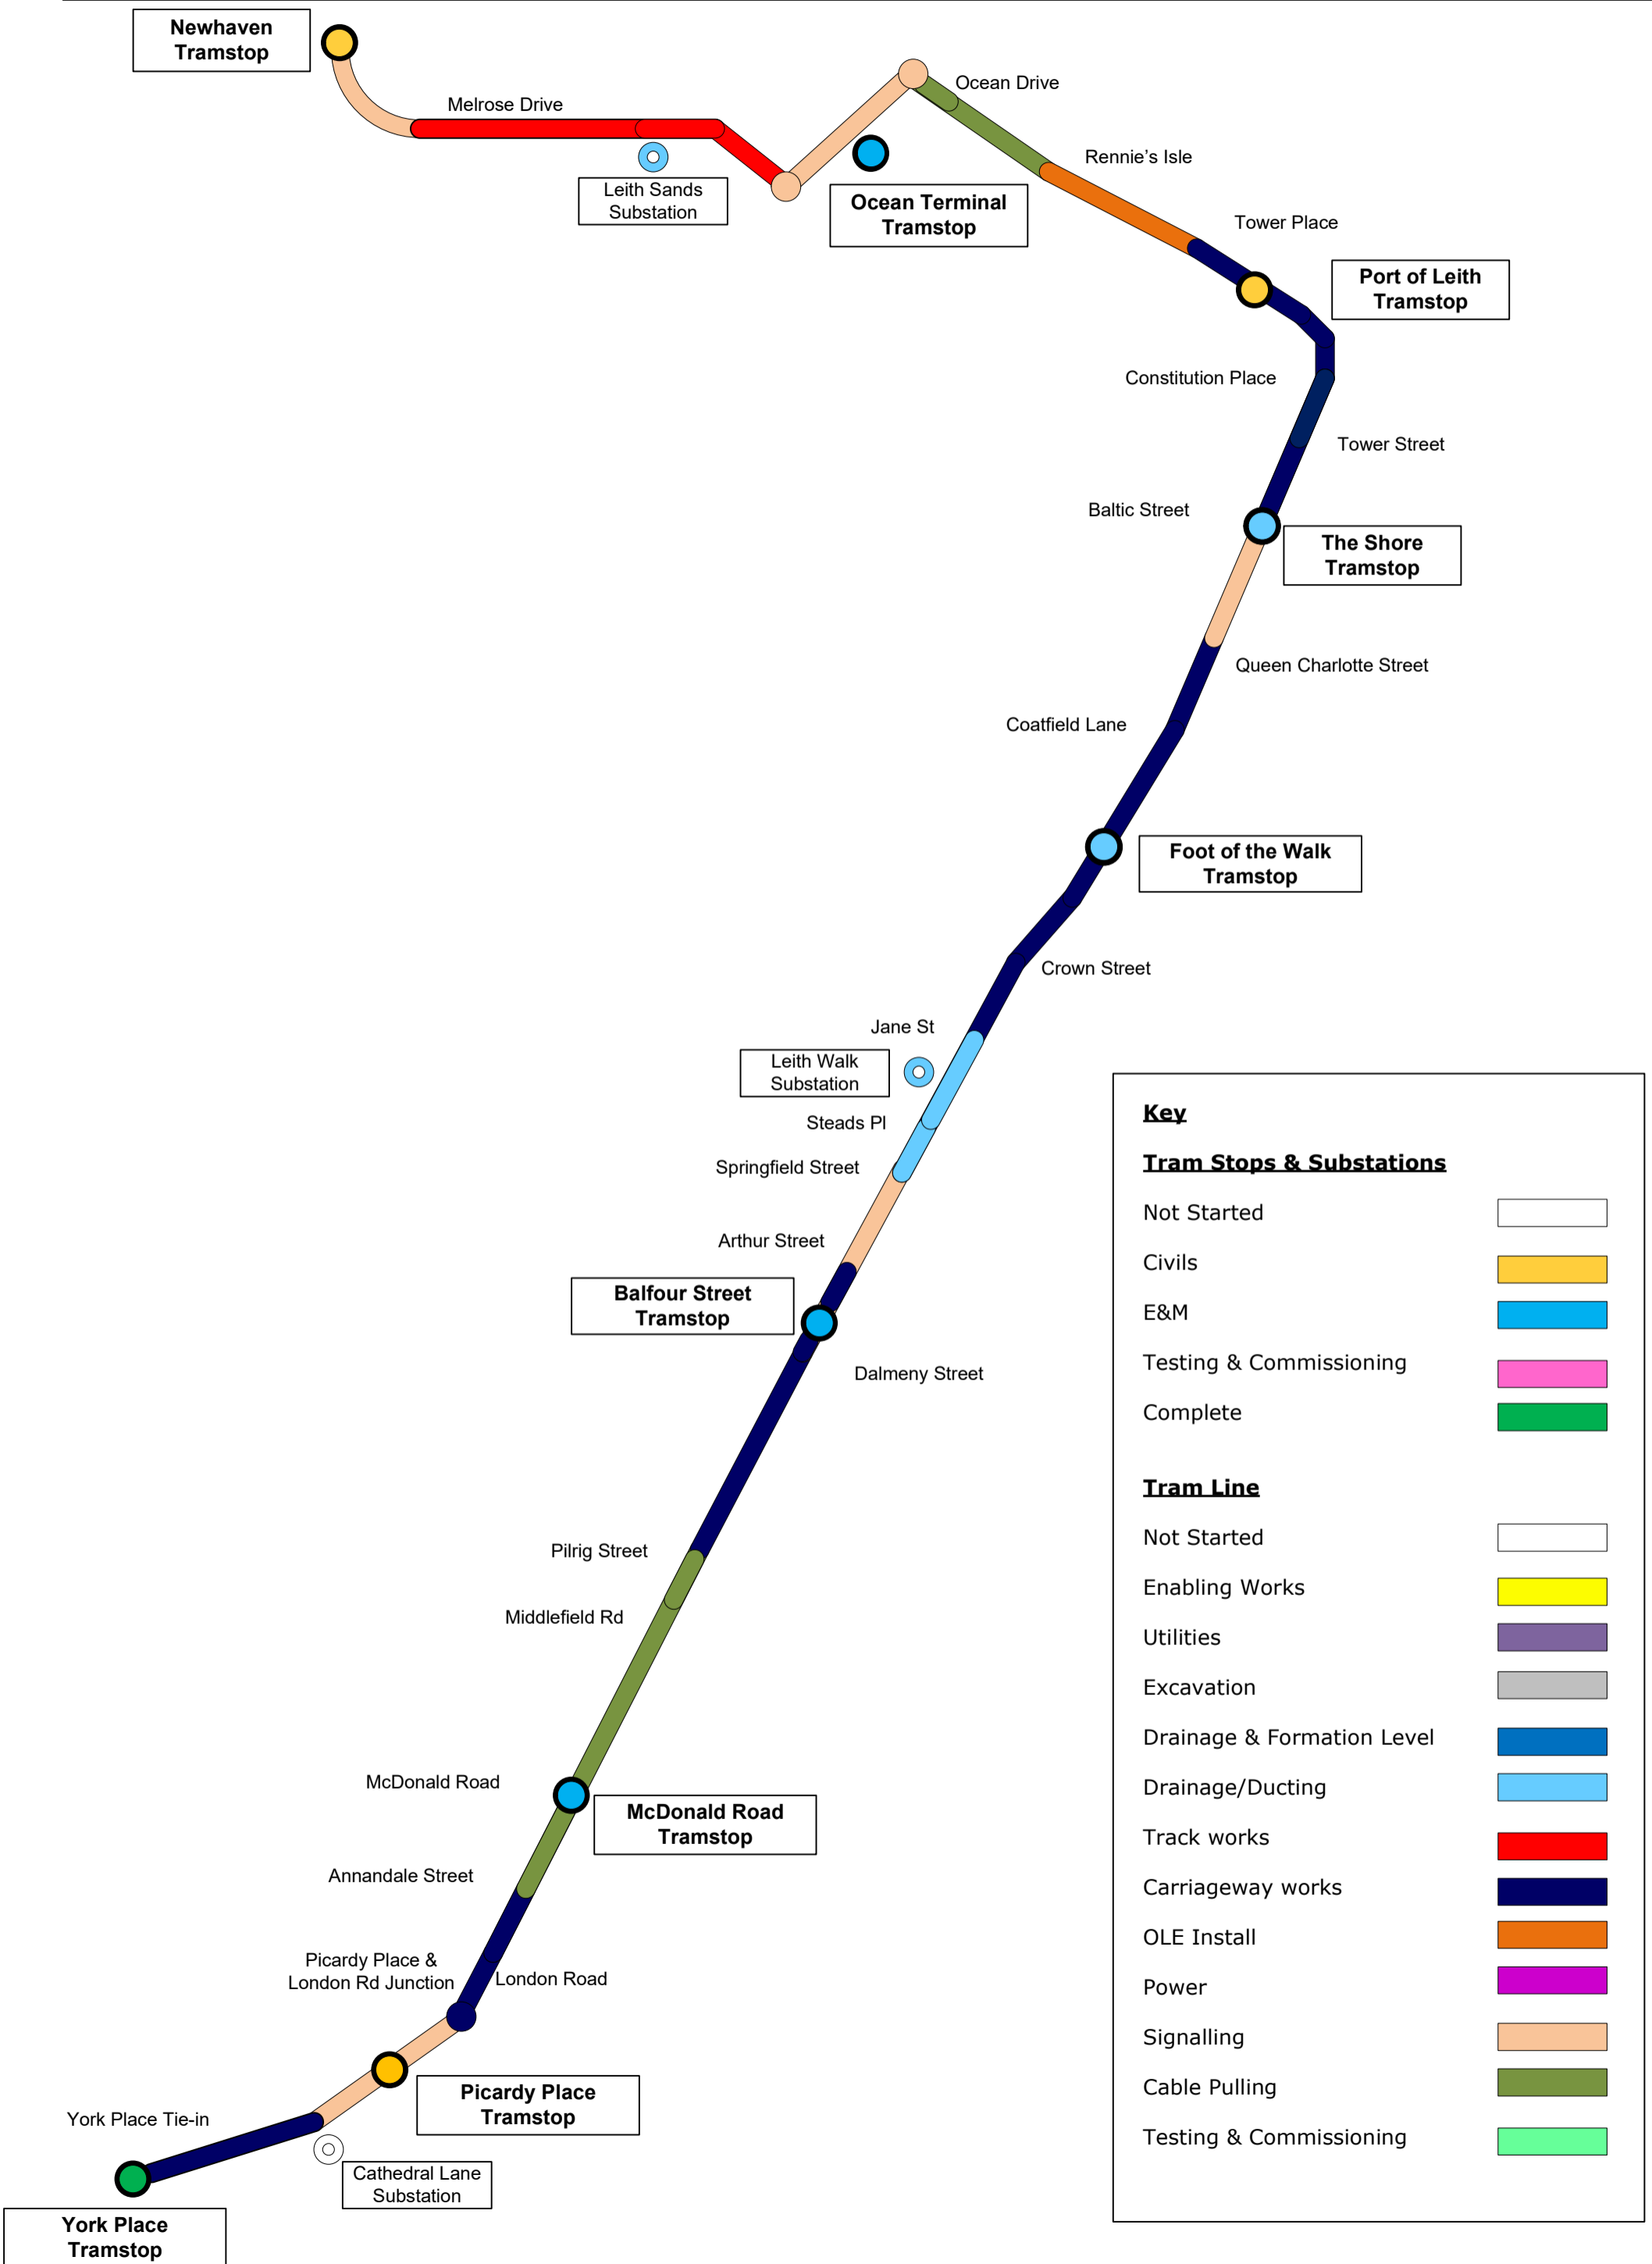 Newhaven
Tramstop
Melrose Drive
Leith Sands
Substation
Ocean Drive
Ocean Terminal
Tramstop
Rennie’s Isle
Tower Place
Port of Leith
Tramstop
Constitution Place
Tower Street
Baltic Street
The Shore
Tramstop
Queen Charlotte Street
Coatfield Lane
Foot of the Walk
Tramstop
Crown Street
Jane St
Leith Walk
Substation
Steads Pl
Springfield Street
Arthur Street
Balfour Street
Tramstop
Dalmeny Street
Pilrig Street
Middlefield Rd
McDonald Road
McDonald Road
Tramstop
Annandale Street
Picardy Place &
London Rd Junction
London Road
Picardy Place
Tramstop
York Place Tie-in
Cathedral Lane
Substation
York Place
Tramstop
Key
Tram Stops & Substations
Not Started
Civils
E&M
Testing & Commissioning
Complete
Tram Line
Not Started
Enabling Works
Utilities
Excavation
Drainage & Formation Level
Drainage/Ducting
Track works
Carriageway works
OLE Install
Power
Signalling
Cable Pulling
Testing & Commissioning